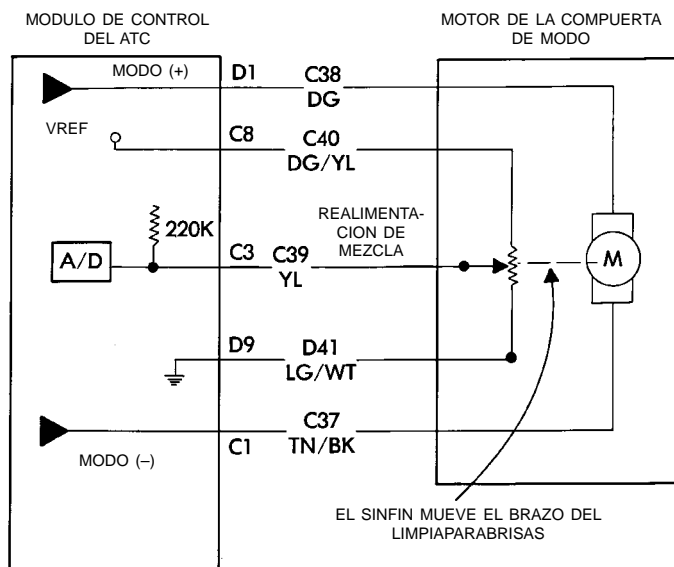 MODULO DE CONTROL
DEL ATC
MOTOR DE LA COMPUERTA
DE MODO
MODO (+)
D1
C38
DG
VREF
C8
C40
DG/YL
220K
REALIMENTA-
CION DE
MEZCLA
A/D
C3
C39
YL
M
D9
D41
LG/WT
MODO (–)
C1
C37
TN/BK
EL SINFIN MUEVE EL BRAZO DEL
LIMPIAPARABRISAS